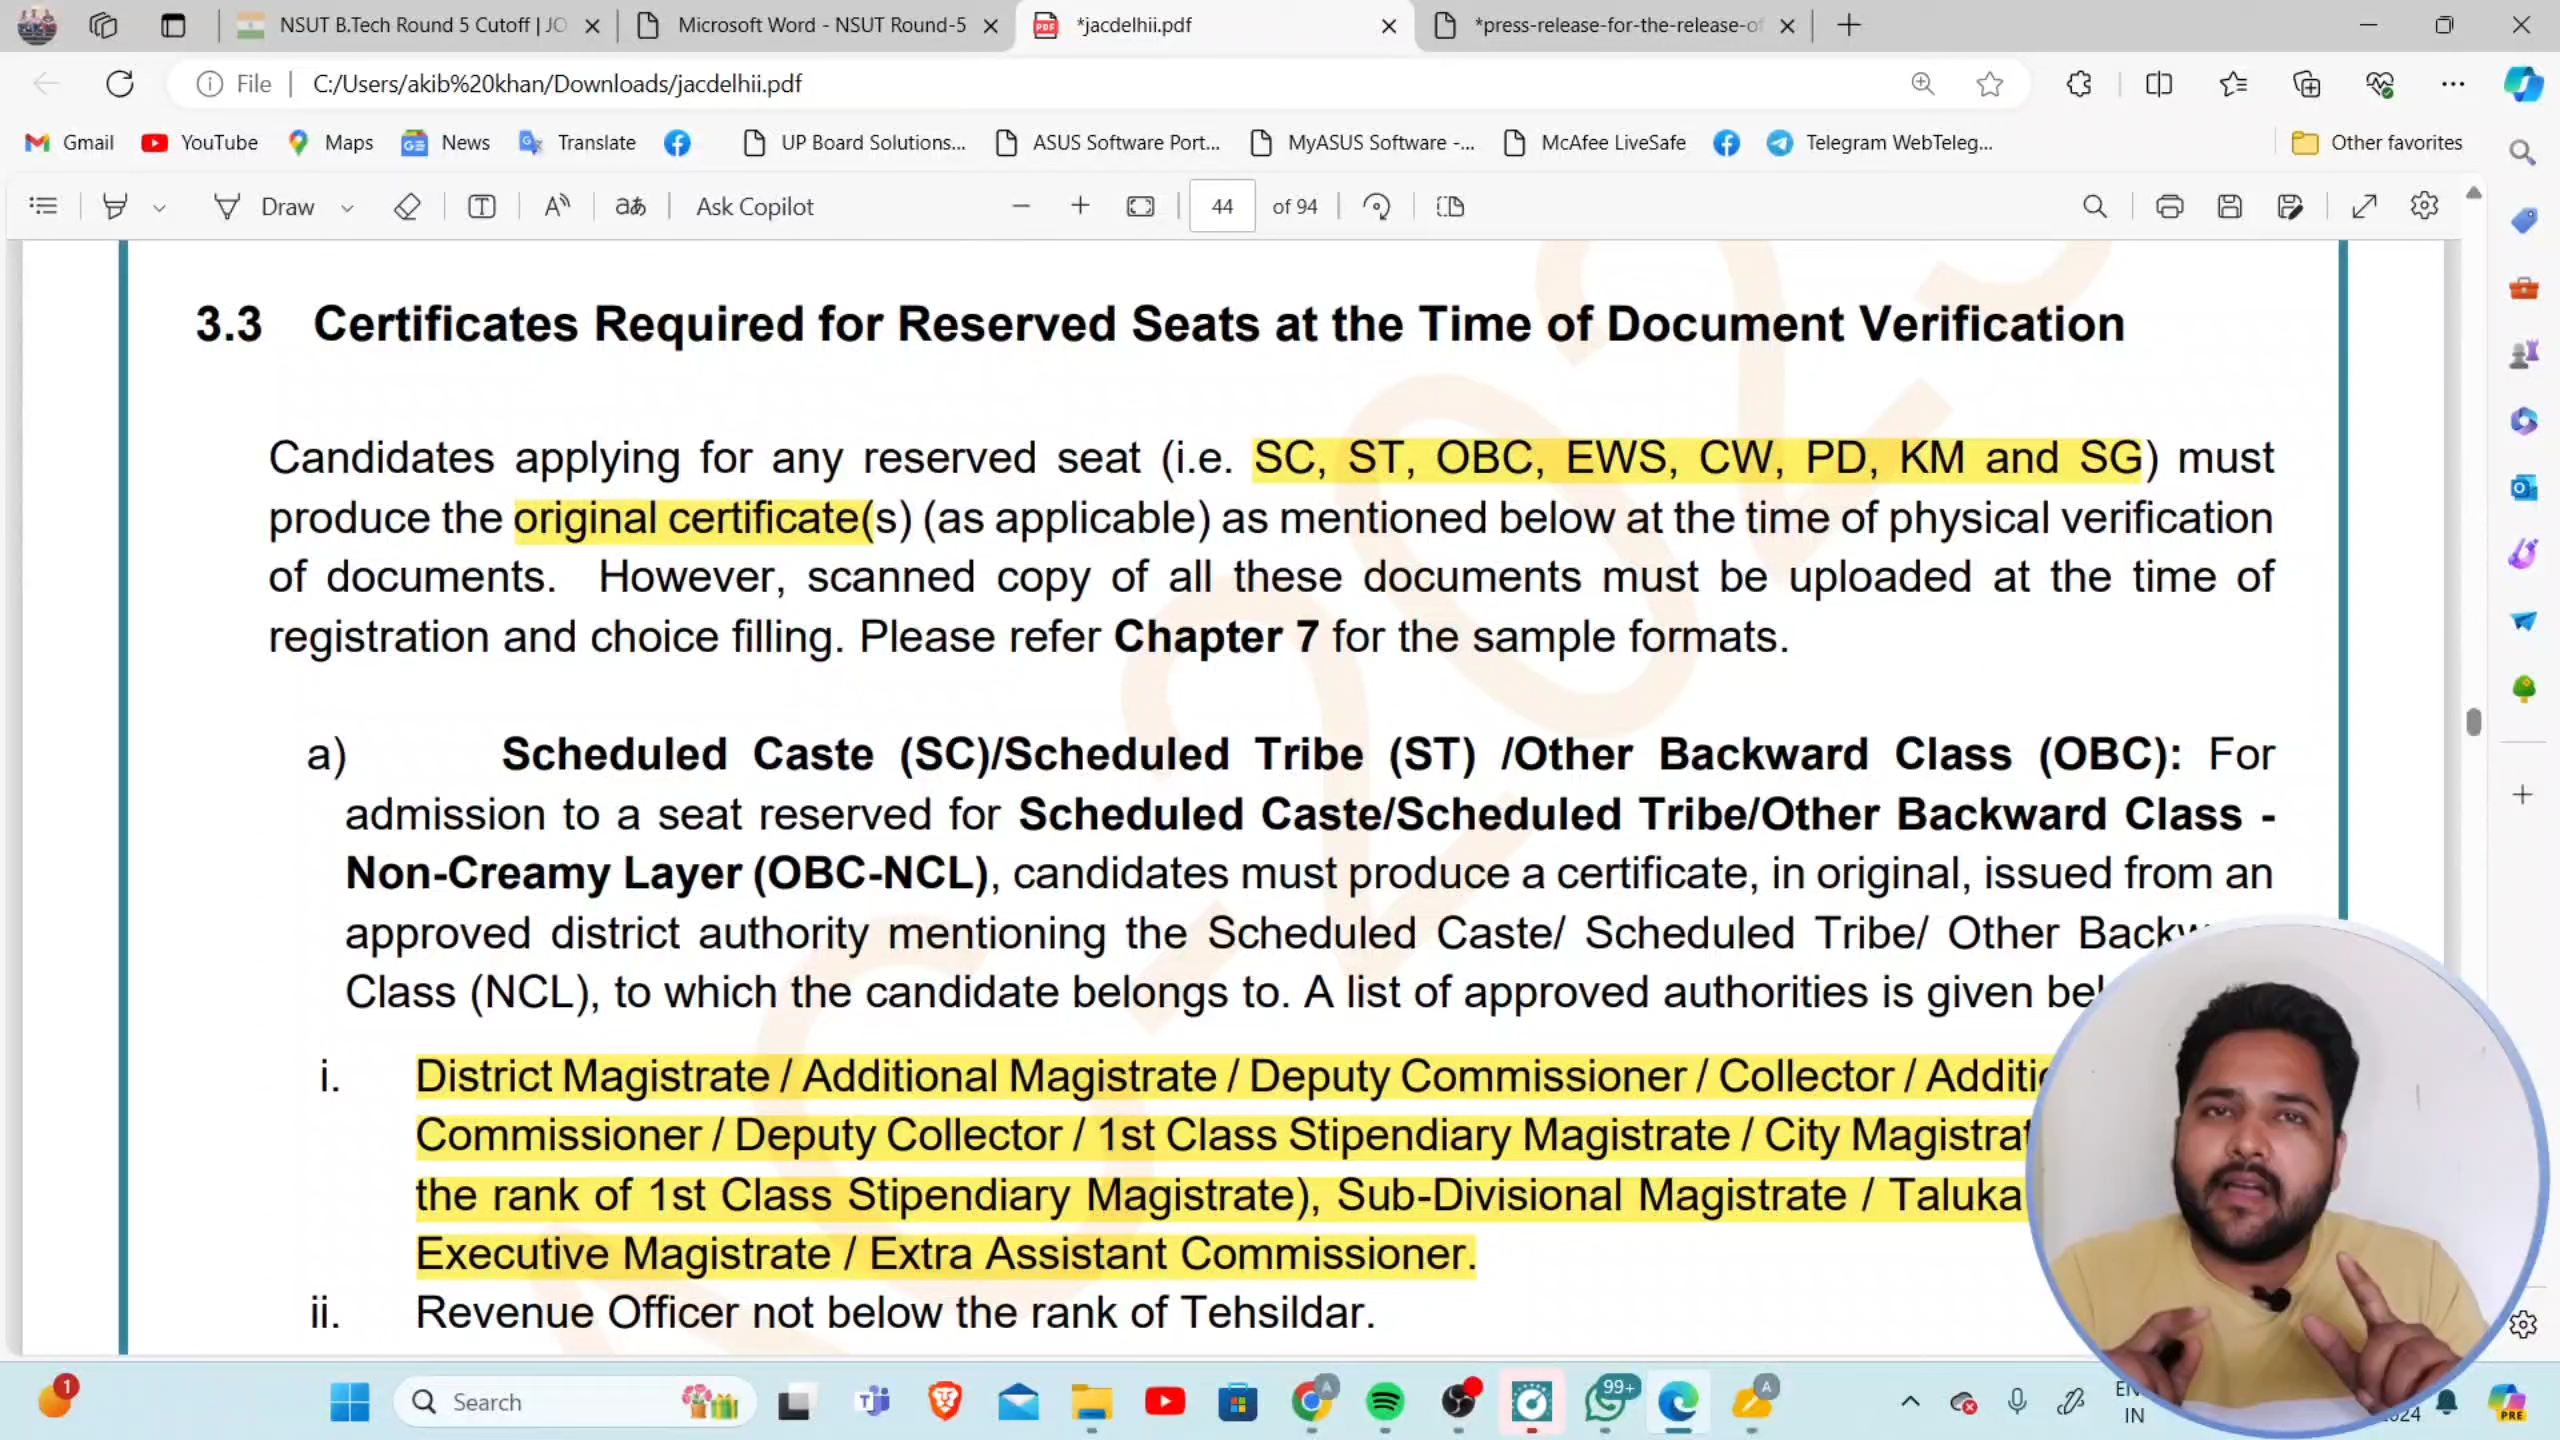 NSUT B.Tech Round 5 Cutoff | JO
Microsoft Word - NSUT Round-5
*jacdelhii.pdf
*press-release-for-the-release-of
File
C:/Users/akib%20khan/Downloads/jacdelhii.pdf
Gmail
YouTube
Maps
News
Translate
UP Board Solutions...
ASUS Software Port...
MyASUS Software -...
McAfee LiveSafe
Telegram WebTeleg...
Other favorites
Draw
Ask Copilot
44 of 94
3.3 Certificates Required for Reserved Seats at the Time of Document Verification
Candidates applying for any reserved seat (i.e. SC, ST, OBC, EWS, CW, PD, KM and SG) must
produce the original certificate(s) (as applicable) as mentioned below at the time of physical verification
of documents. However, scanned copy of all these documents must be uploaded at the time of
registration and choice filling. Please refer Chapter 7 for the sample formats.
a) Scheduled Caste (SC)/Scheduled Tribe (ST) /Other Backward Class (OBC): For
admission to a seat reserved for Scheduled Caste/Scheduled Tribe/Other Backward Class -
Non-Creamy Layer (OBC-NCL), candidates must produce a certificate, in original, issued from an
approved district authority mentioning the Scheduled Caste/ Scheduled Tribe/ Other Backw
Class (NCL), to which the candidate belongs to. A list of approved authorities is given bel
i. District Magistrate / Additional Magistrate / Deputy Commissioner / Collector / Additi
Commissioner / Deputy Collector / 1st Class Stipendiary Magistrate / City Magistrat
the rank of 1st Class Stipendiary Magistrate), Sub-Divisional Magistrate / Taluka
Executive Magistrate / Extra Assistant Commissioner.
ii. Revenue Officer not below the rank of Tehsildar.
1
Search
99+
EN
IN
2024
PRE